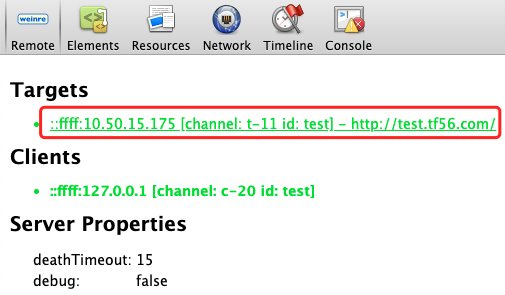 weinre
Remote Elements Resources Network Timeline Console
Targets
::ffff:10.50.15.175 [channel: t-11 id: test] - http://test.tf56.com/
Clients
::ffff:127.0.0.1 [channel: c-20 id: test]
Server Properties
deathTimeout: 15
debug: false